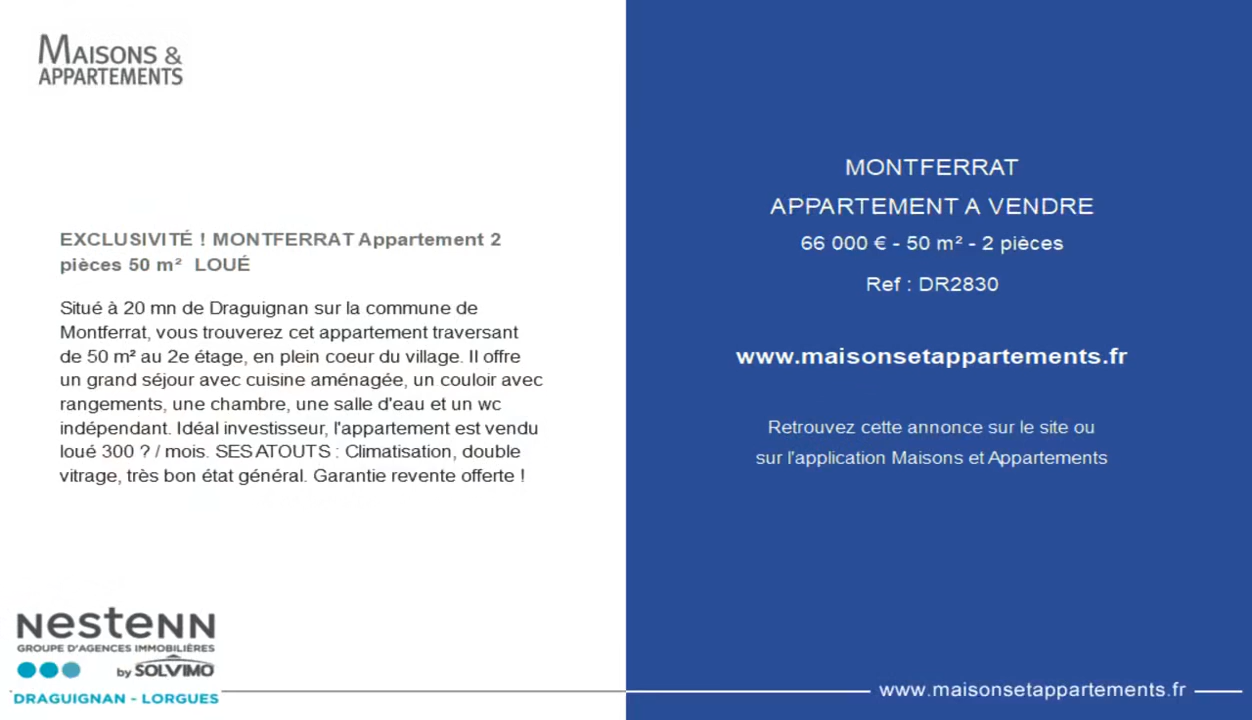 MAISONS &
APPARTEMENTS
EXCLUSIVITÉ ! MONTFERRAT Appartement 2
pièces 50 m² LOUÉ
Situé à 20 mn de Draguignan sur la commune de
Montferrat, vous trouverez cet appartement traversant
de 50 m² au 2e étage, en plein coeur du village. Il offre
un grand séjour avec cuisine aménagée, un couloir avec
rangements, une chambre, une salle d'eau et un wc
indépendant. Idéal investisseur, l'appartement est vendu
loué 300 ? / mois. SES ATOUTS : Climatisation, double
vitrage, très bon état général. Garantie revente offerte !
nestenn
GROUPE D'AGENCES IMMOBILIÈRES
by SOLVIMO
DRAGUIGNAN - LORGUES
MONTFERRAT
APPARTEMENT A VENDRE
66 000 € - 50 m² - 2 pièces
Ref : DR2830
www.maisonsetappartements.fr
Retrouvez cette annonce sur le site ou
sur l'application Maisons et Appartements
www.maisonsetappartements.fr